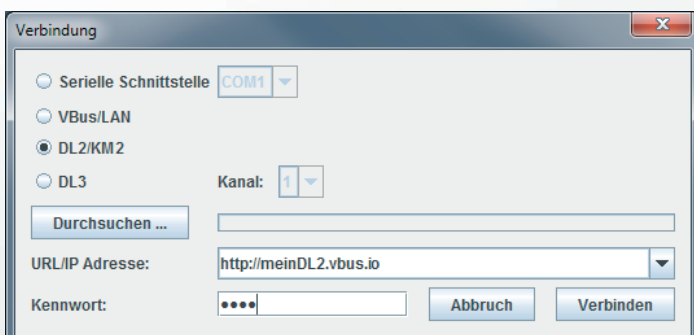 Verbindung
Serielle Schnittstelle COM1
VBus/LAN
DL2/KM2
DL3 Kanal: 1
Durchsuchen ...
URL/IP Adresse: http://meinDL2.vbus.io
Kennwort: ••••
Abbruch Verbinden